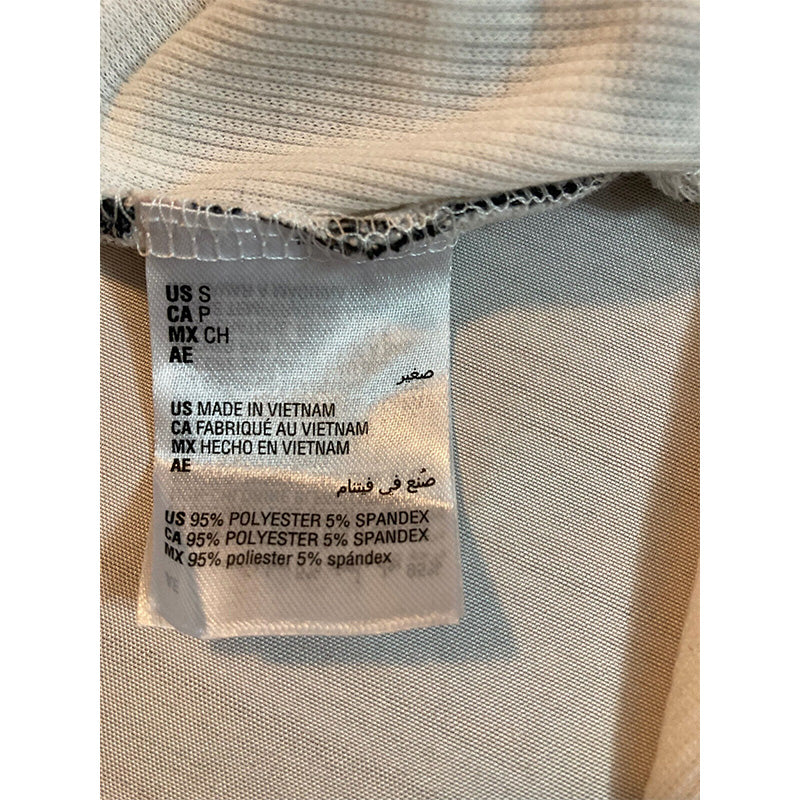 US S
CA P
MX CH
AE
صغير
US MADE IN VIETNAM
CA FABRIQUÉ AU VIETNAM
MX HECHO EN VIETNAM
AE
صُنع في فيتنام
US 95% POLYESTER 5% SPANDEX
CA 95% POLYESTER 5% SPANDEX
MX 95% poliester 5% spándex